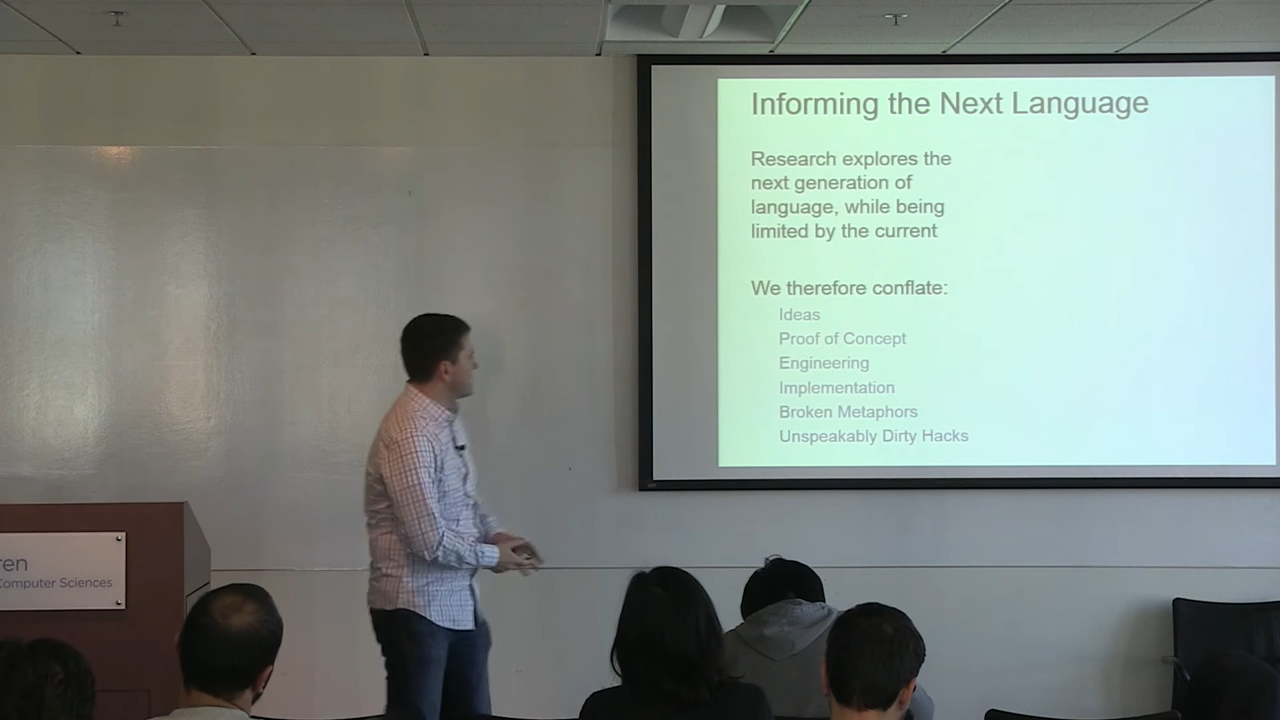 Informing the Next Language
Research explores the
next generation of
language, while being
limited by the current
We therefore conflate:
Ideas
Proof of Concept
Engineering
Implementation
Broken Metaphors
Unspeakably Dirty Hacks
ren
Computer Sciences